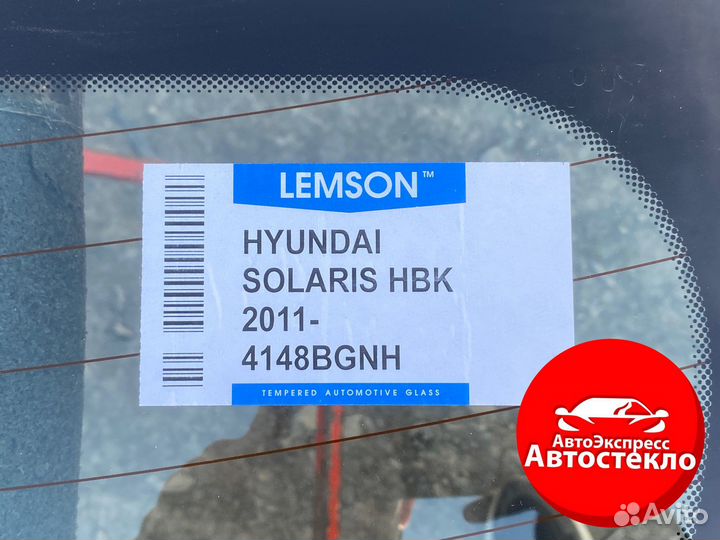 LEMSON™
HYUNDAI
SOLARIS HBK
2011-
4148BGNH
TEMPERED AUTOMOTIVE GLASS
АвтоЭкспресс
Автостекло
Avito